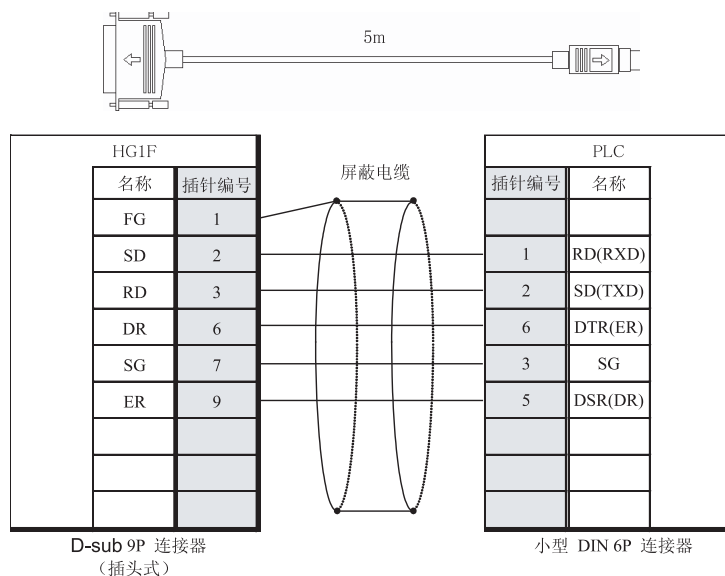 5m
HG1F
PLC
屏蔽电缆
名称 插针编号
插针编号 名称
FG 1
SD 2
1 RD(RXD)
RD 3
2 SD(TXD)
DR 6
6 DTR(ER)
SG 7
3 SG
ER 9
5 DSR(DR)
D-sub 9P 连接器
(插头式)
小型 DIN 6P 连接器